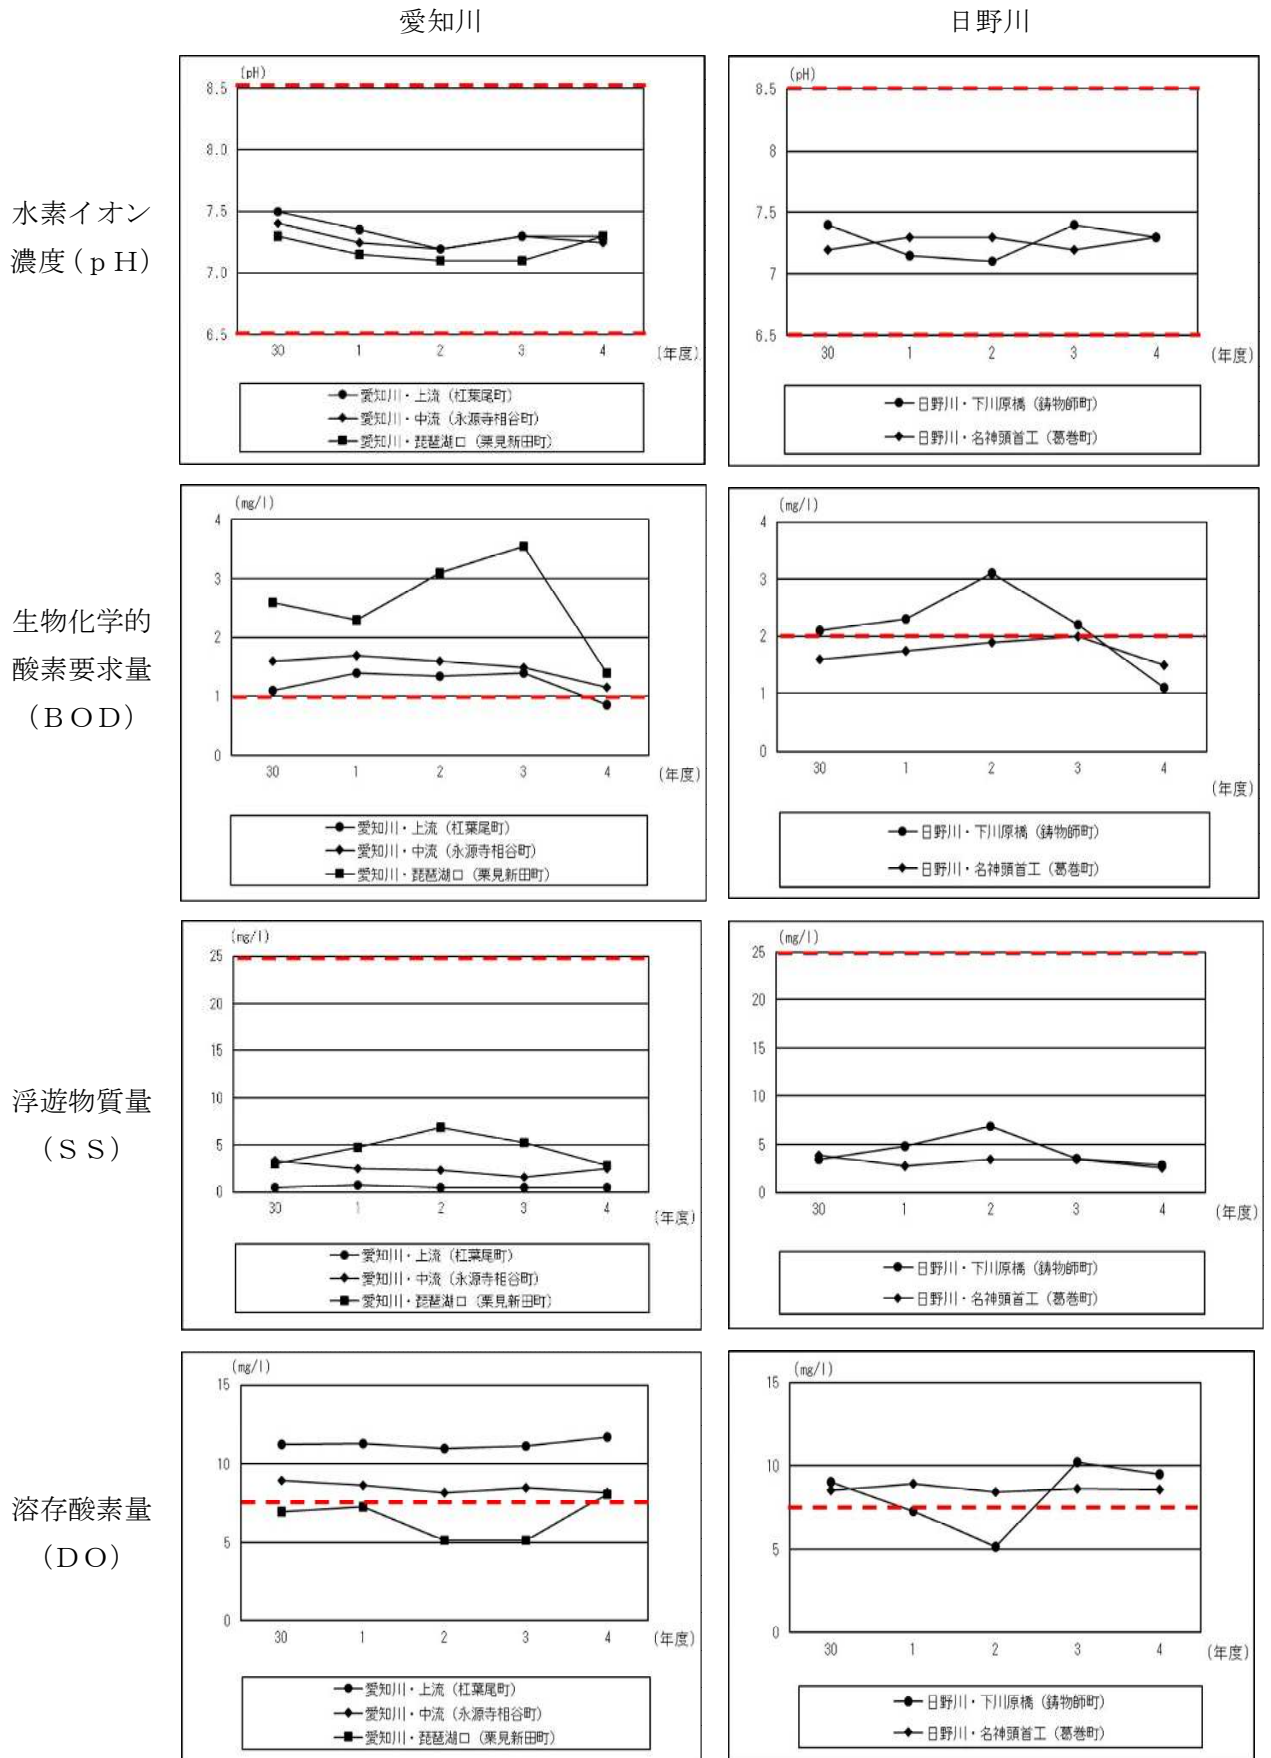 愛知川
日野川
水素イオン
濃度（ｐＨ）
(pH)
8.5
8.0
7.5
7.0
6.5
30 1 2 3 4 (年度)
愛知川・上流（杠葉尾町）
愛知川・中流（永源寺相谷町）
愛知川・琵琶湖口（栗見新田町）
(pH)
8.5
8
7.5
7
6.5
30 1 2 3 4 (年度)
日野川・下川原橋（鋳物師町）
日野川・名神頭首工（葛巻町）
生物化学的
酸素要求量
（ＢＯＤ）
(mg/l)
4
3
2
1
0
30 1 2 3 4 (年度)
愛知川・上流（杠葉尾町）
愛知川・中流（永源寺相谷町）
愛知川・琵琶湖口（栗見新田町）
(mg/l)
4
3
2
1
0
30 1 2 3 4
(年度)
日野川・下川原橋（鋳物師町）
日野川・名神頭首工（葛巻町）
浮遊物質量
（ＳＳ）
(mg/l)
25
20
15
10
5
0
30 1 2 3 4 (年度)
愛知川・上流（杠葉尾町）
愛知川・中流（永源寺相谷町）
愛知川・琵琶湖口（栗見新田町）
(mg/l)
25
20
15
10
5
0
30 1 2 3 4 (年度)
日野川・下川原橋（鋳物師町）
日野川・名神頭首工（葛巻町）
溶存酸素量
（ＤＯ）
(mg/l)
15
10
5
0
30 1 2 3 4 (年度)
愛知川・上流（杠葉尾町）
愛知川・中流（永源寺相谷町）
愛知川・琵琶湖口（栗見新田町）
(mg/l)
15
10
5
0
30 1 2 3 4 (年度)
日野川・下川原橋（鋳物師町）
日野川・名神頭首工（葛巻町）